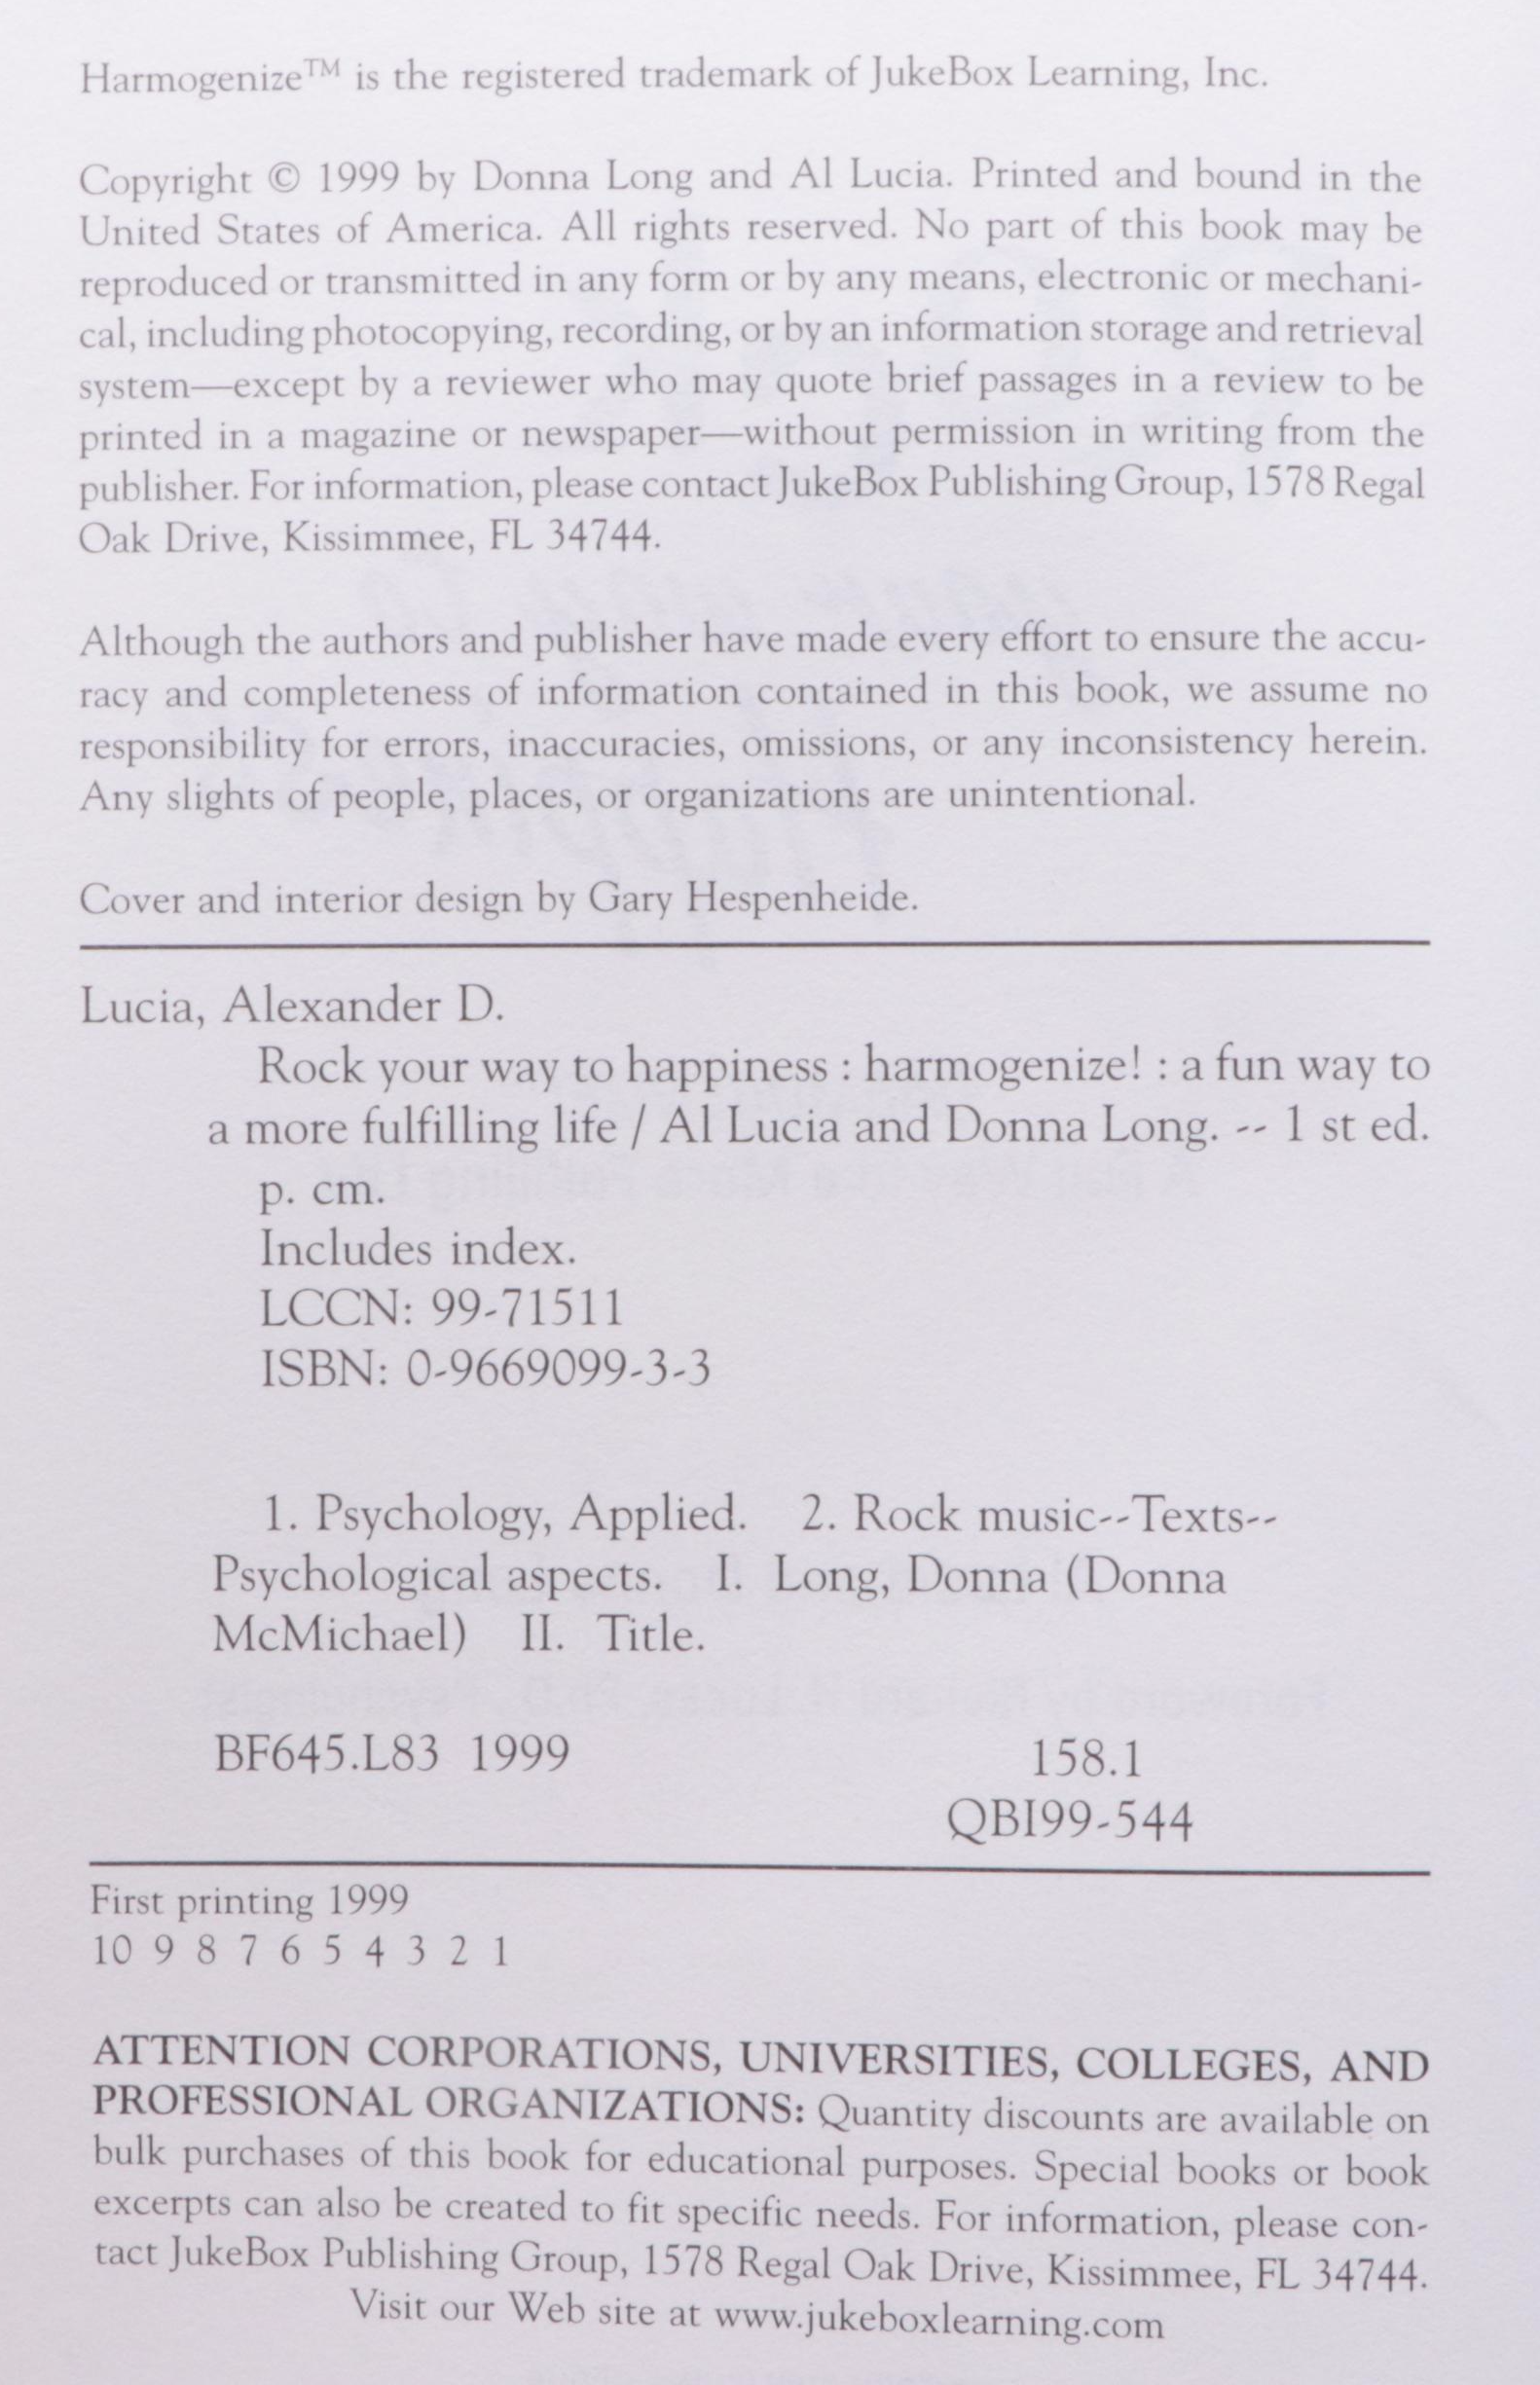 Harmogenize™ is the registered trademark of JukeBox Learning, Inc.
Copyright © 1999 by Donna Long and Al Lucia. Printed and bound in the
United States of America. All rights reserved. No part of this book may be
reproduced or transmitted in any form or by any means, electronic or mechani-
cal, including photocopying, recording, or by an information storage and retrieval
system—except by a reviewer who may quote brief passages in a review to be
printed in a magazine or newspaper—without permission in writing from the
publisher. For information, please contact JukeBox Publishing Group, 1578 Regal
Oak Drive, Kissimmee, FL 34744.
Although the authors and publisher have made every effort to ensure the accu-
racy and completeness of information contained in this book, we assume no
responsibility for errors, inaccuracies, omissions, or any inconsistency herein.
Any slights of people, places, or organizations are unintentional.
Cover and interior design by Gary Hespenheide.
Lucia, Alexander D.
Rock your way to happiness : harmogenize! : a fun way to
a more fulfilling life / Al Lucia and Donna Long. -- 1 st ed.
p. cm.
Includes index.
LCCN: 99-71511
ISBN: 0-9669099-3-3
1. Psychology, Applied. 2. Rock music--Texts--
Psychological aspects. I. Long, Donna (Donna
McMichael) II. Title.
BF645.L83 1999 158.1
QBI99-544
First printing 1999
10 9 8 7 6 5 4 3 2 1
ATTENTION CORPORATIONS, UNIVERSITIES, COLLEGES, AND
PROFESSIONAL ORGANIZATIONS: Quantity discounts are available on
bulk purchases of this book for educational purposes. Special books or book
excerpts can also be created to fit specific needs. For information, please con-
tact JukeBox Publishing Group, 1578 Regal Oak Drive, Kissimmee, FL 34744.
Visit our Web site at www.jukeboxlearning.com